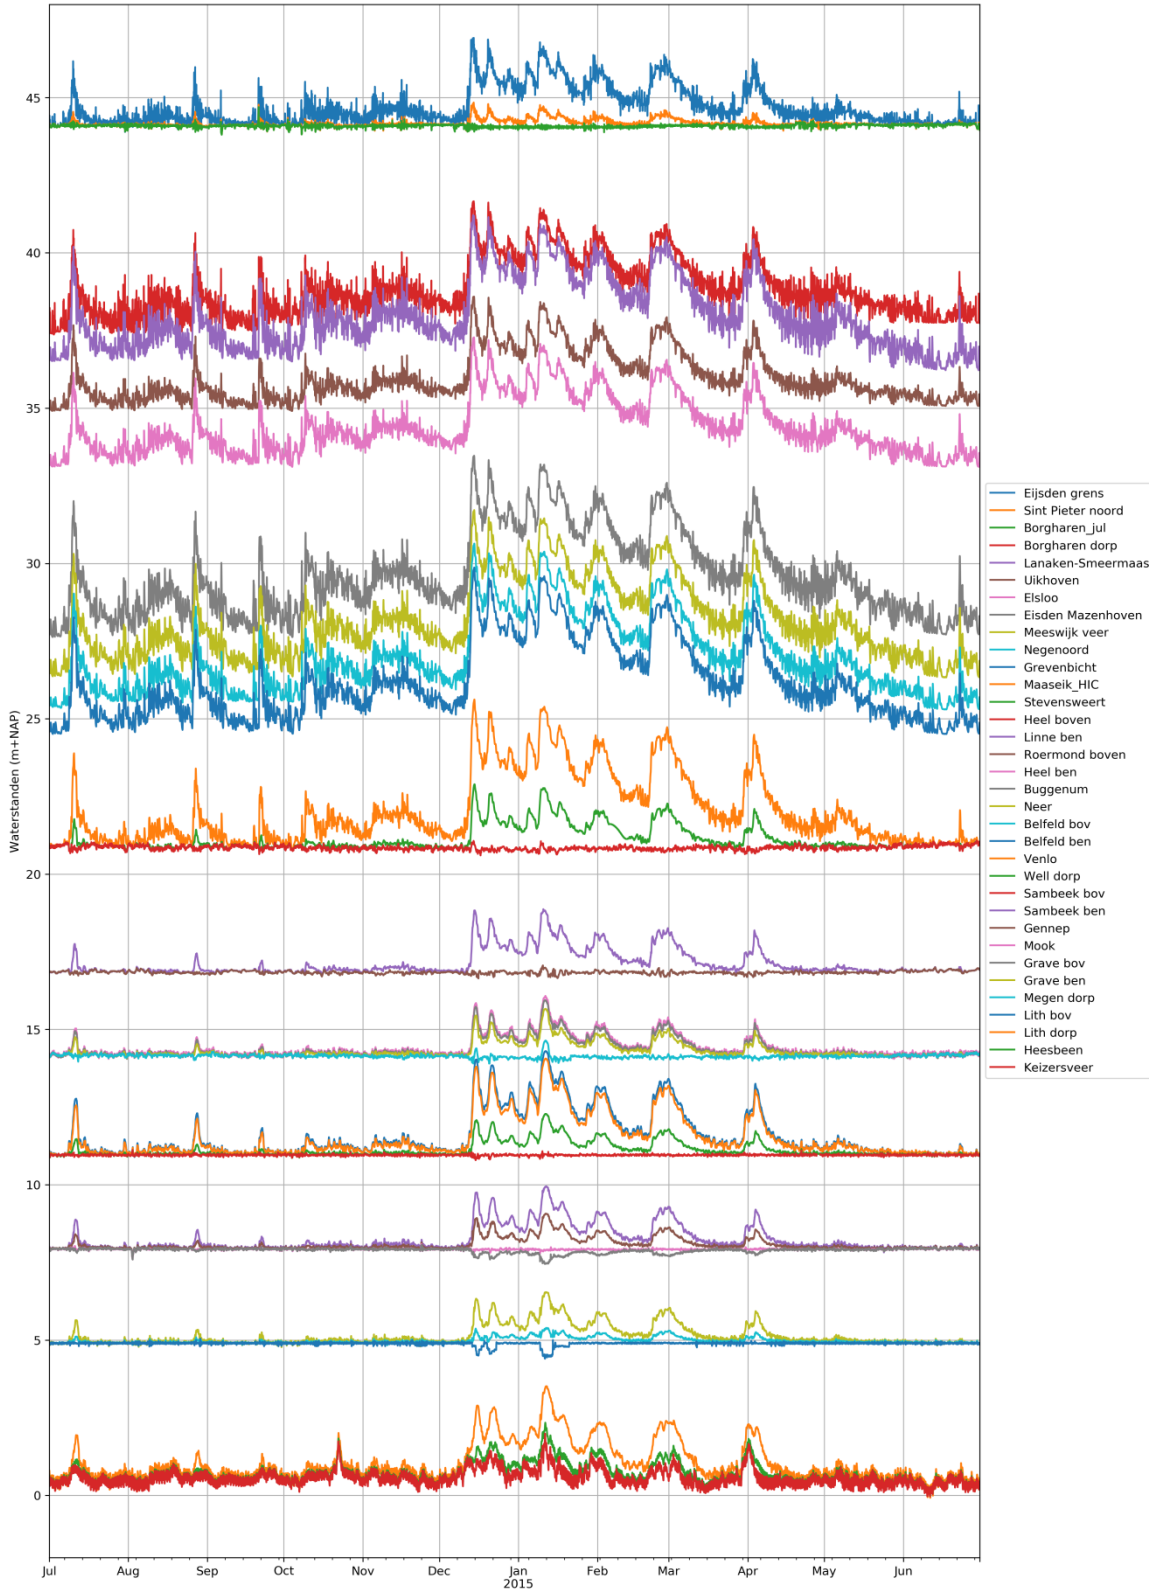 45
40
35
30
25
20
15
10
5
0
Waterstanden (m+NAP)
Jul
Aug
Sep
Oct
Nov
Dec
Jan
2015
Feb
Mar
Apr
May
Jun
Eijsden grens
Sint Pieter noord
Borgharen_jul
Borgharen dorp
Lanaken-Smeermaas
Uikhoven
Elsloo
Eisden Mazenhoven
Meeswijk veer
Negenoord
Grevenbicht
Maaseik_HIC
Stevensweert
Heel boven
Linne ben
Roermond boven
Heel ben
Buggenum
Neer
Belfeld bov
Belfeld ben
Venlo
Well dorp
Sambeek bov
Sambeek ben
Gennep
Mook
Grave bov
Grave ben
Megen dorp
Lith bov
Lith dorp
Heesbeen
Keizersveer